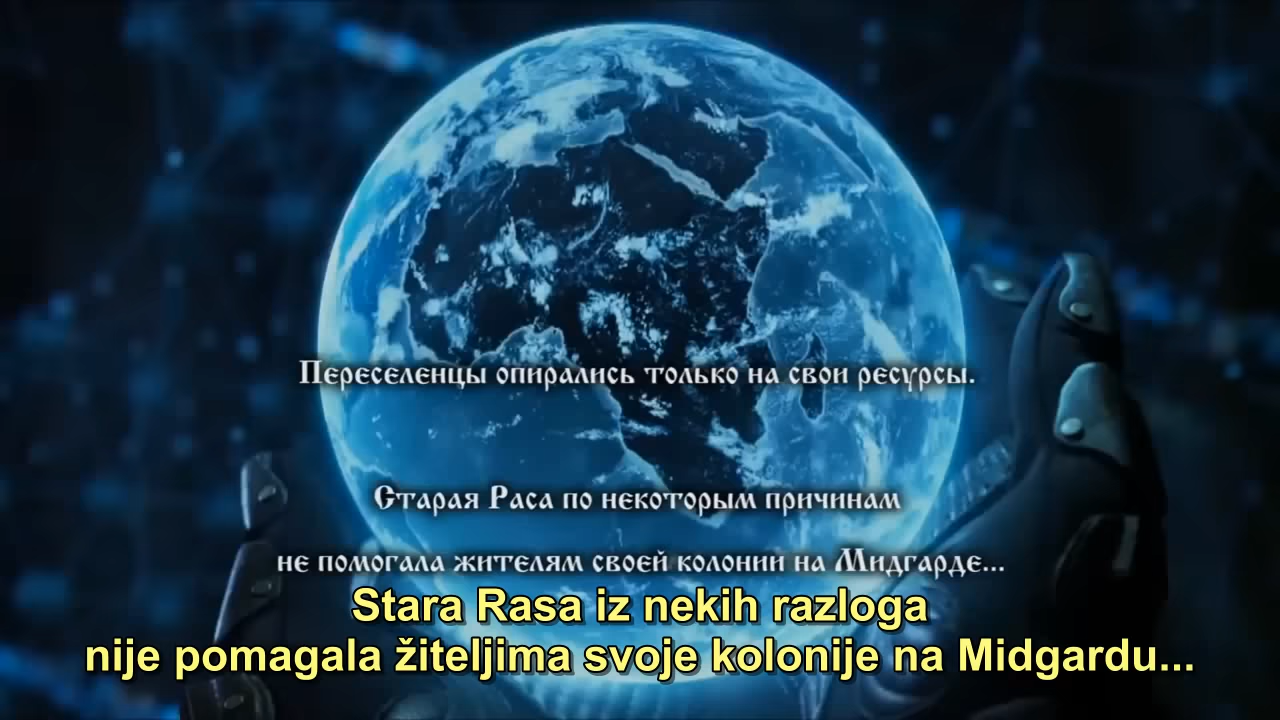 Переселенцы опирались только на свои ресурсы.
Старая Раса по некоторым причинам
не помогала жителям своей колонии на Мидгарде...
Stara Rasa iz nekih razloga
nije pomagala žiteljima svoje kolonije na Midgardu...